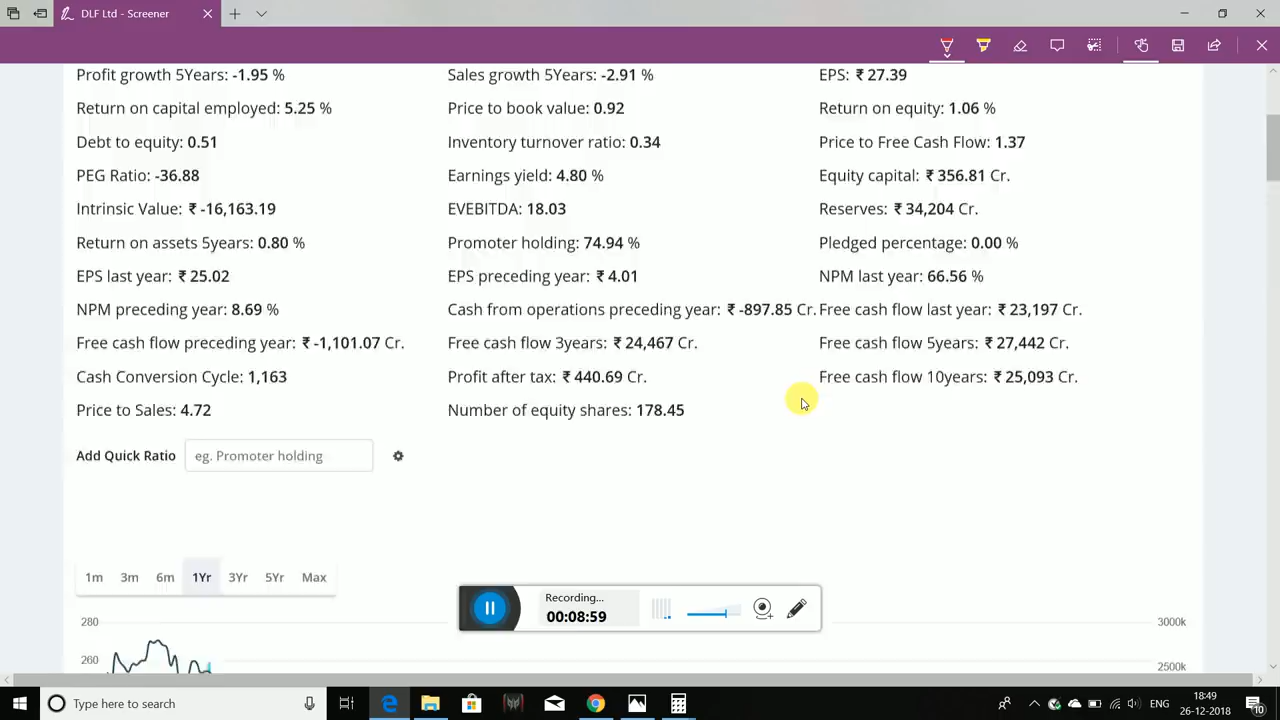 DLF Ltd - Screener
Profit growth 5Years: -1.95 % Sales growth 5Years: -2.91 % EPS: ₹ 27.39
Return on capital employed: 5.25 % Price to book value: 0.92 Return on equity: 1.06 %
Debt to equity: 0.51 Inventory turnover ratio: 0.34 Price to Free Cash Flow: 1.37
PEG Ratio: -36.88 Earnings yield: 4.80 % Equity capital: ₹ 356.81 Cr.
Intrinsic Value: ₹ -16,163.19 EVEBITDA: 18.03 Reserves: ₹ 34,204 Cr.
Return on assets 5years: 0.80 % Promoter holding: 74.94 % Pledged percentage: 0.00 %
EPS last year: ₹ 25.02 EPS preceding year: ₹ 4.01 NPM last year: 66.56 %
NPM preceding year: 8.69 % Cash from operations preceding year: ₹ -897.85 Cr. Free cash flow last year: ₹ 23,197 Cr.
Free cash flow preceding year: ₹ -1,101.07 Cr. Free cash flow 3years: ₹ 24,467 Cr. Free cash flow 5years: ₹ 27,442 Cr.
Cash Conversion Cycle: 1,163 Profit after tax: ₹ 440.69 Cr. Free cash flow 10years: ₹ 25,093 Cr.
Price to Sales: 4.72 Number of equity shares: 178.45
Add Quick Ratio eg. Promoter holding
1m 3m 6m 1Yr 3Yr 5Yr Max
Recording...
00:08:59
280 3000k
260 2500k
Type here to search
ENG
18:49
26-12-2018
10